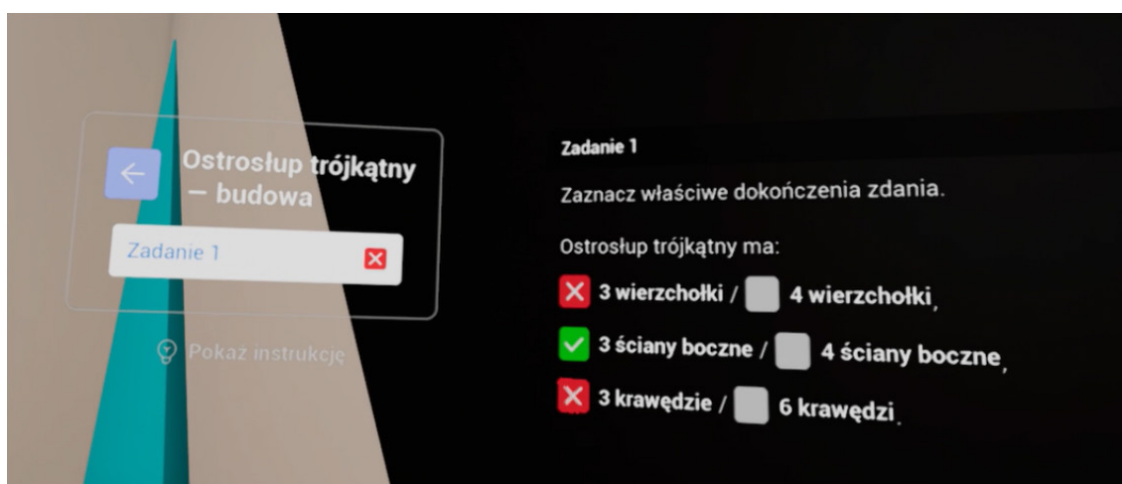 Ostrosłup trójkątny
— budowa
Zadanie 1
Pokaż instrukcję
Zadanie 1
Zaznacz właściwe dokończenia zdania.
Ostrosłup trójkątny ma:
3 wierzchołki / 4 wierzchołki,
3 ściany boczne / 4 ściany boczne,
3 krawędzie / 6 krawędzi.